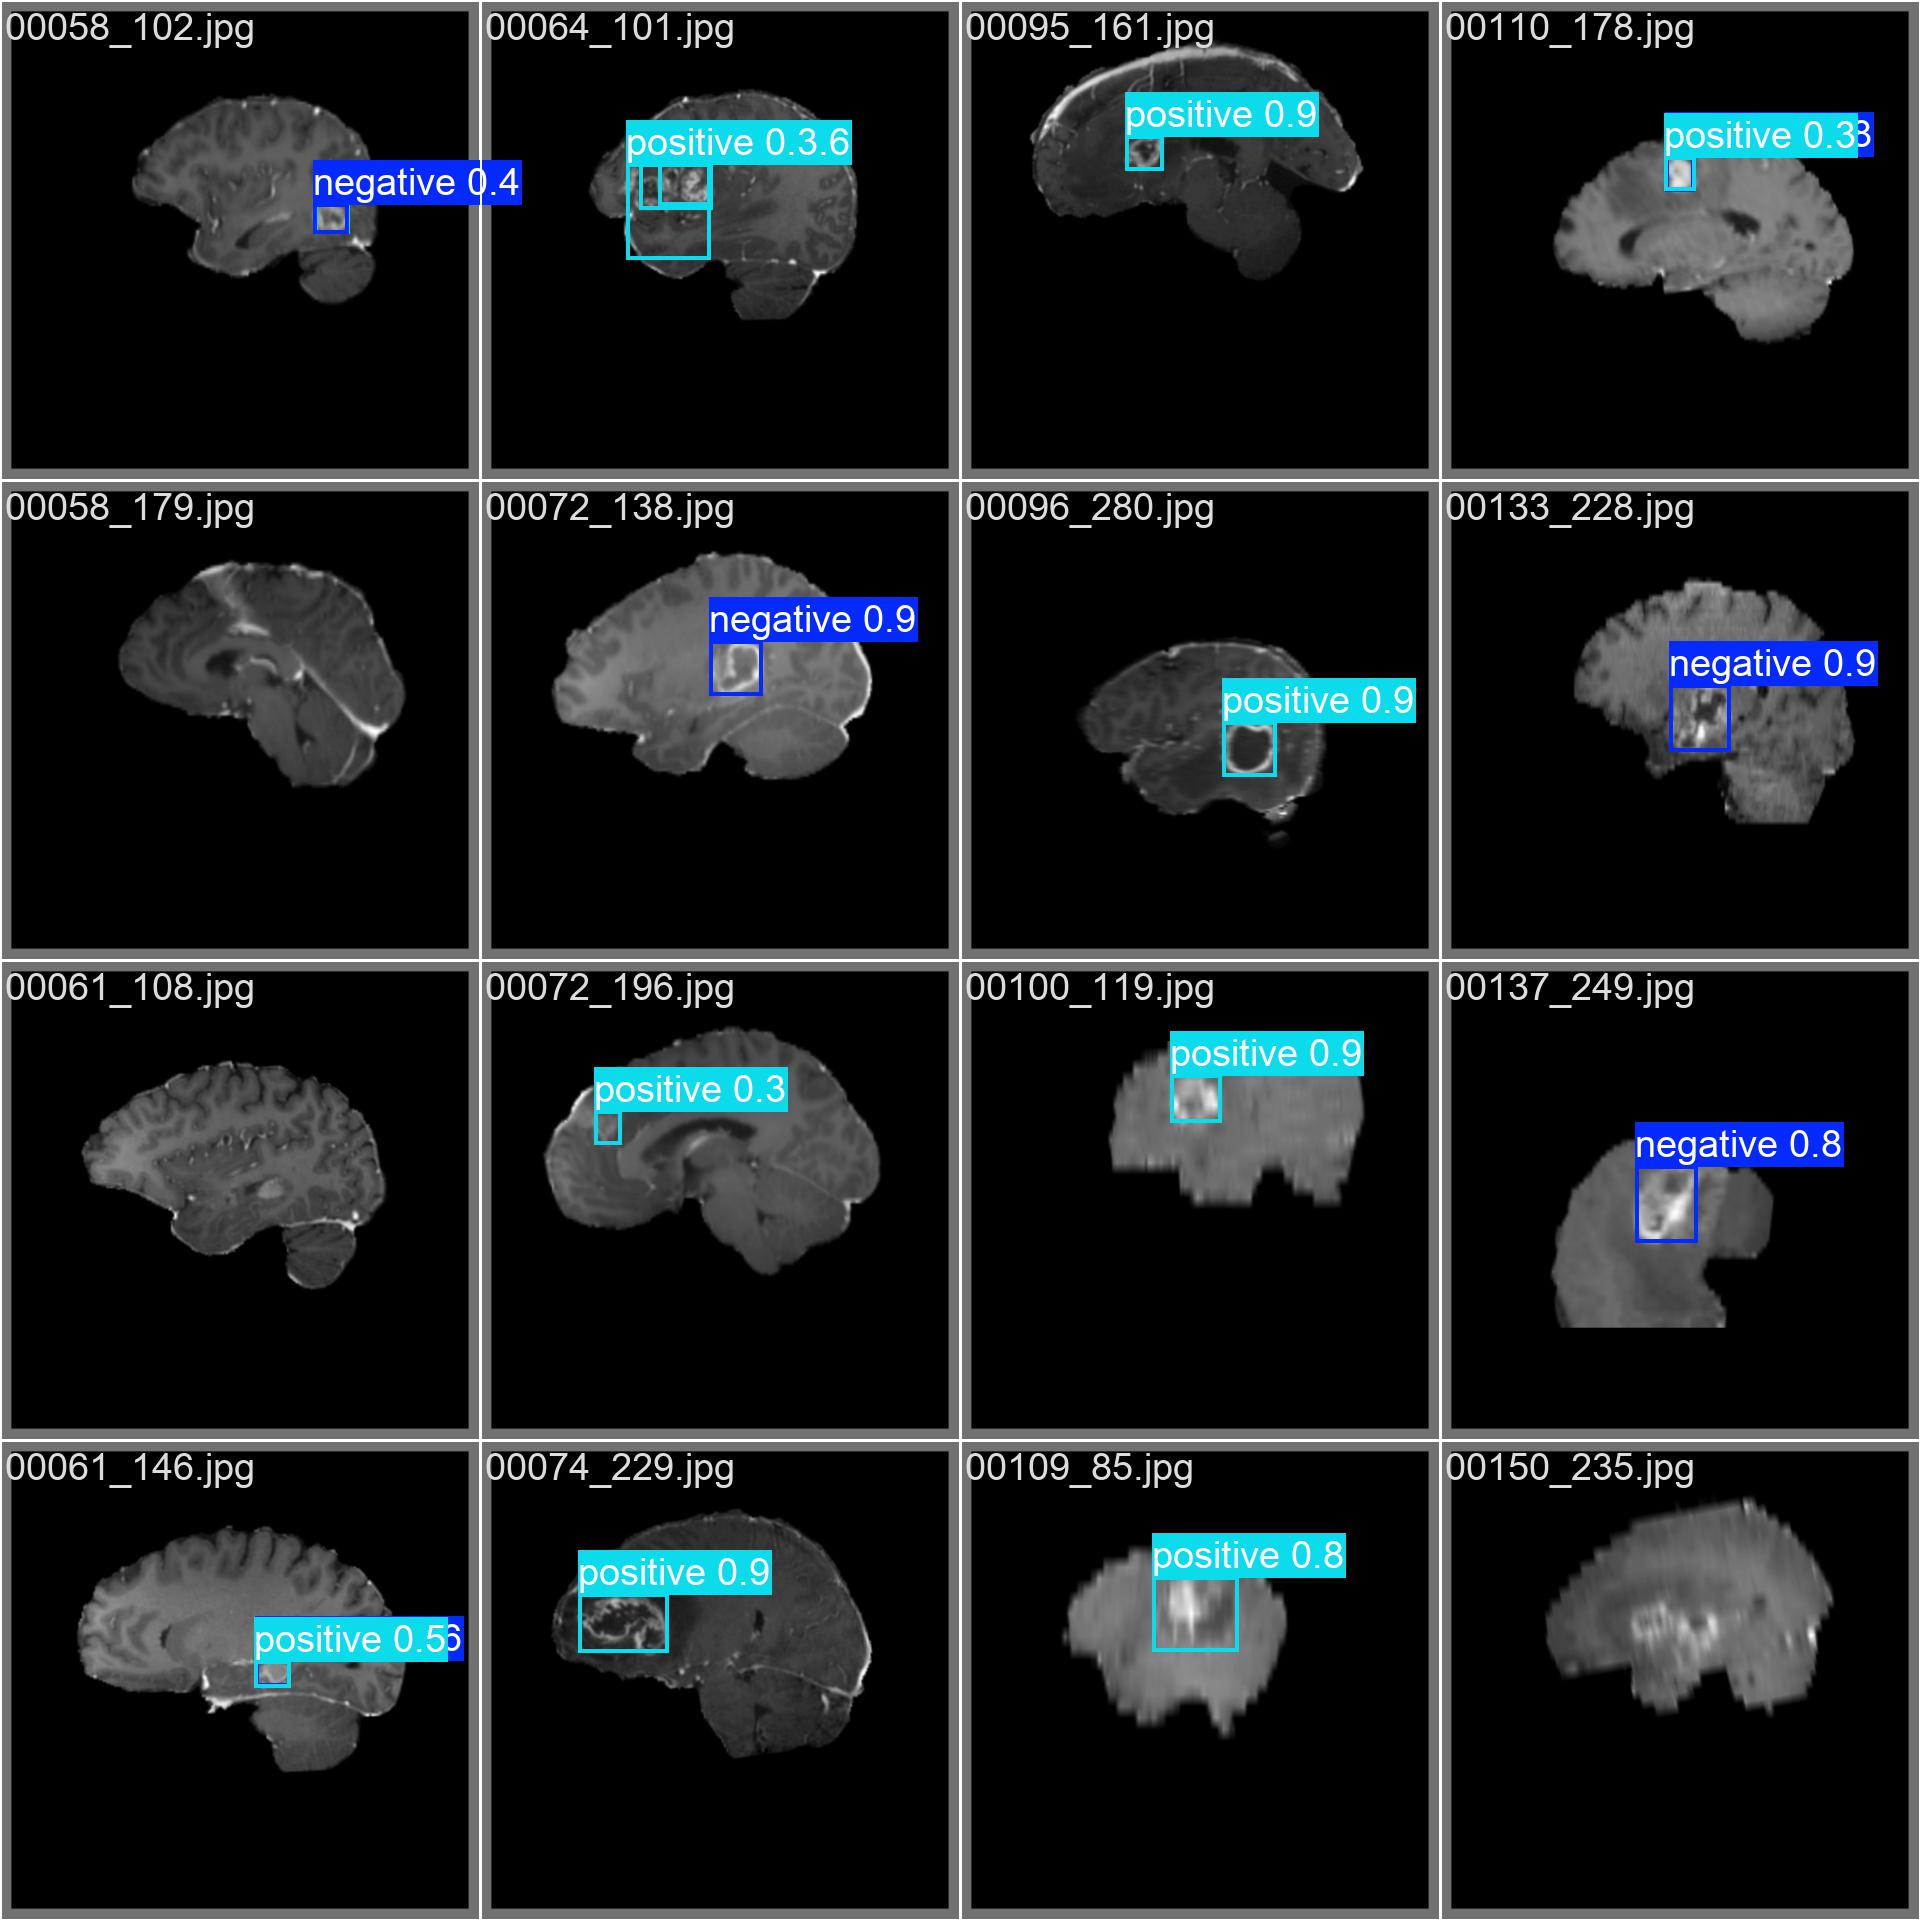 00058_102.jpg
00064_101.jpg
00095_161.jpg
00110_178.jpg
negative 0.4
positive 0.3.6
positive 0.9
positive 0.38
00058_179.jpg
00072_138.jpg
00096_280.jpg
00133_228.jpg
negative 0.9
positive 0.9
negative 0.9
00061_108.jpg
00072_196.jpg
00100_119.jpg
00137_249.jpg
positive 0.3
positive 0.9
negative 0.8
00061_146.jpg
00074_229.jpg
00109_85.jpg
00150_235.jpg
positive 0.56
positive 0.9
positive 0.8